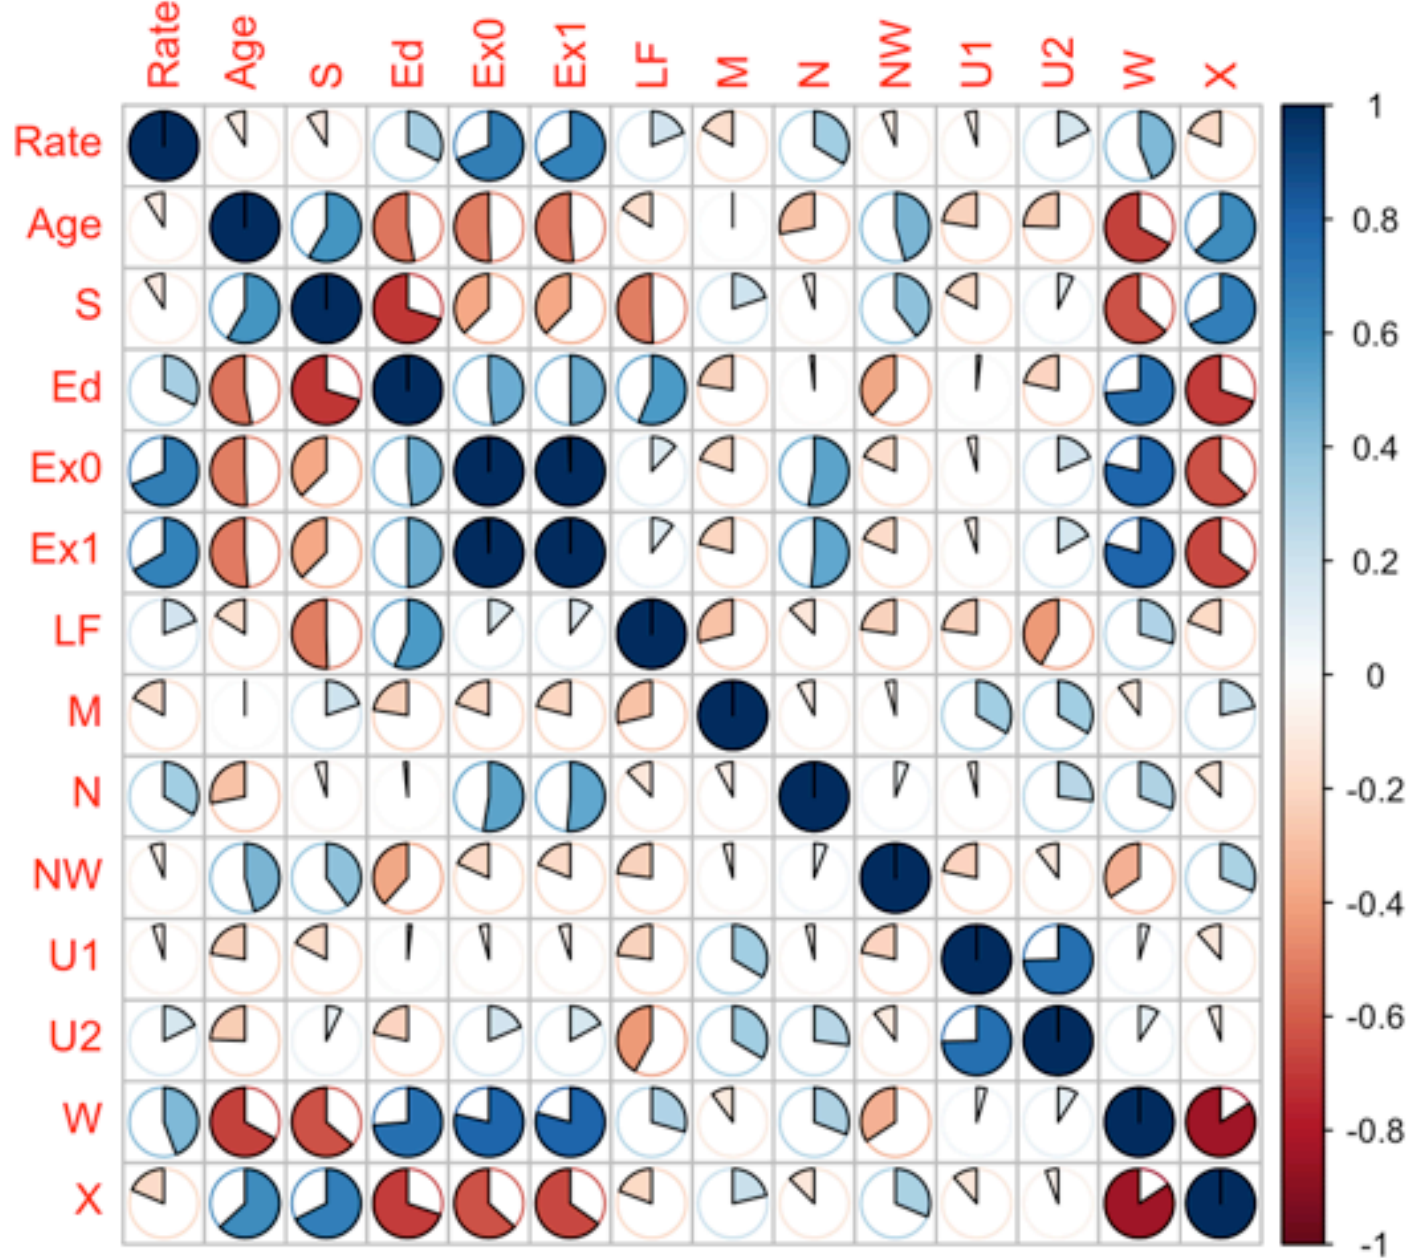 Rate Age S Ed Ex0 Ex1 LF M N NW U1 U2 W X
Rate
Age
S
Ed
Ex0
Ex1
LF
M
N
NW
U1
U2
W
X
1
0.8
0.6
0.4
0.2
0
-0.2
-0.4
-0.6
-0.8
-1